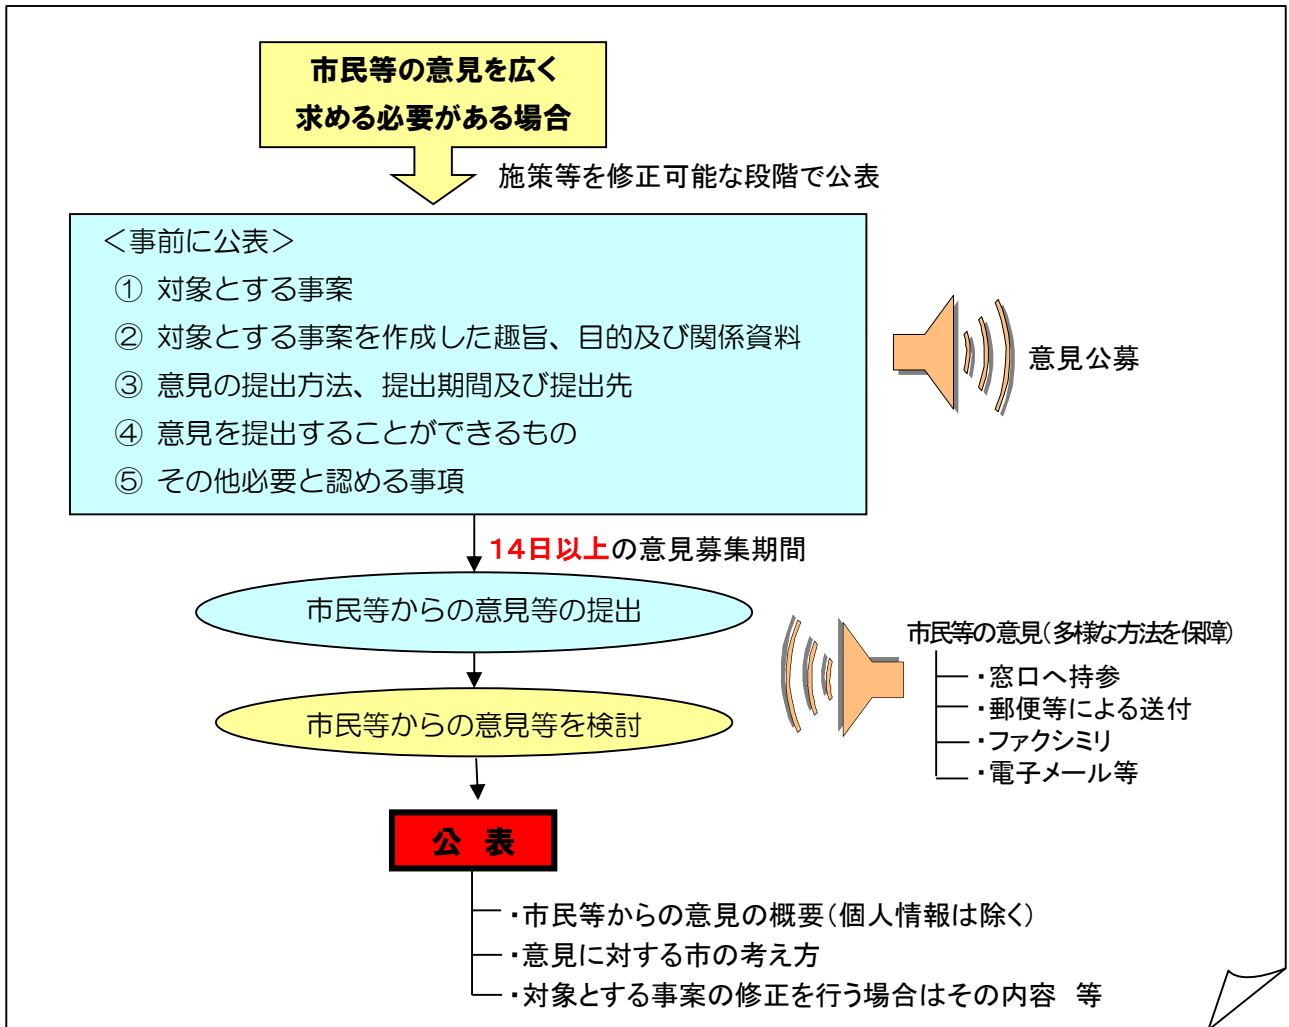 市民等の意見を広く
求める必要がある場合
施策等を修正可能な段階で公表
＜事前に公表＞
① 対象とする事案
② 対象とする事案を作成した趣旨、目的及び関係資料
③ 意見の提出方法、提出期間及び提出先
④ 意見を提出することができるもの
⑤ その他必要と認める事項
意見公募
14日以上の意見募集期間
市民等からの意見等の提出
市民等の意見（多様な方法を保障）
・窓口へ持参
・郵便等による送付
・ファクシミリ
・電子メール等
市民等からの意見等を検討
公　表
・市民等からの意見の概要（個人情報は除く）
・意見に対する市の考え方
・対象とする事案の修正を行う場合はその内容　等